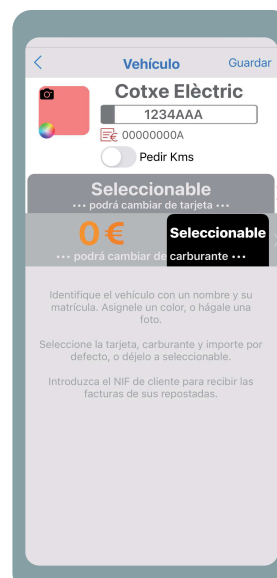 Vehículo Guardar
Cotxe Elèctric
1234AAA
00000000A
Pedir Kms
Seleccionable
••• podrá cambiar de tarjeta •••
0 € Seleccionable
••• podrá cambiar de carburante •••
Identifique el vehículo con un nombre y su
matrícula. Asignele un color, o hágale una
foto.
Seleccione la tarjeta, carburante y importe por
defecto, o déjelo a seleccionable.
Introduzca el NIF de cliente para recibir las
facturas de sus repostadas.